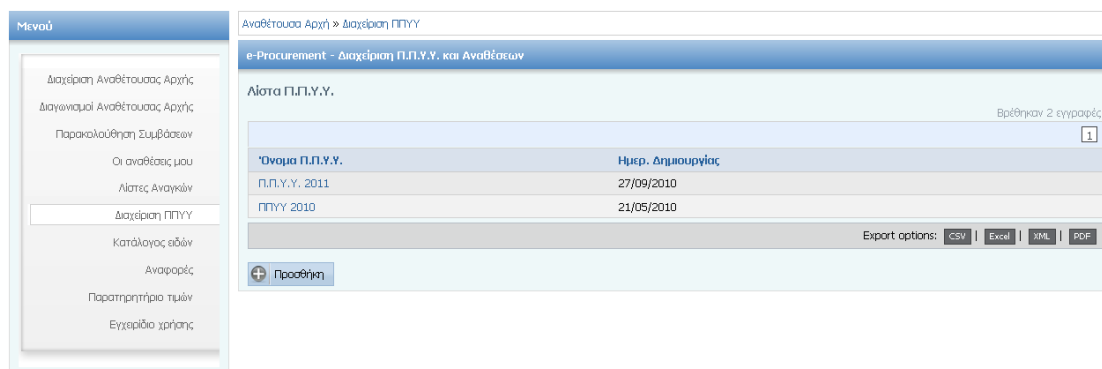 Μενού
Διαχείριση Αναθέτουσας Αρχής
Διαγωνισμοί Αναθέτουσας Αρχής
Παρακολούθηση Συμβάσεων
Οι αναθέσεις μου
Λίστες Αναγκών
Διαχείριση ΠΠΥΥ
Κατάλογος ειδών
Αναφορές
Παρατηρητήριο τιμών
Εγχειρίδιο χρήσης
Αναθέτουσα Αρχή » Διαχείριση ΠΠΥΥ
e-Procurement - Διαχείριση Π.Π.Υ.Υ. και Αναθέσεων
Λίστα Π.Π.Υ.Υ.
Βρέθηκαν 2 εγγραφές
1
Όνομα Π.Π.Υ.Υ. Ημερ. Δημιουργίας
Π.Π.Υ.Υ. 2011 27/09/2010
ΠΠΥΥ 2010 21/05/2010
Export options: CSV | Excel | XML | PDF
Προσθήκη